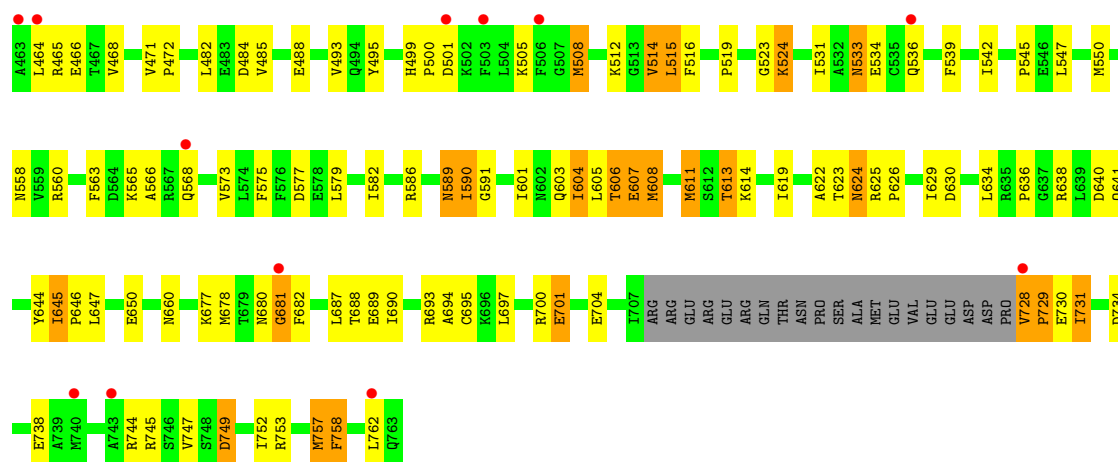 A463 L464 R465 E466 T467 V468 V471 P472 L482 E483 D484 V485 E488 V493 Q494 Y495 H499 P500 D501 K502 F503 L504 K505 F506 G507 M508 K512 G513 V514 L515 F516 P519 G523 K524 I531 A532 N533 E534 C535 Q536 F539 I542 P545 E546 L547 M550
N558 V559 R560 F563 D564 K565 A566 R567 Q568 V573 L574 F575 F576 D577 E578 L579 I582 R586 N589 I590 G591 I601 N602 Q603 I604 L605 T606 E607 M608 M611 S612 T613 K614 I619 A622 T623 N624 R625 P626 I629 D630 L634 R635 P636 G637 R638 L639 D640 Q641
Y644 I645 P646 L647 E650 N660 K677 M678 T679 N680 G681 F682 L687 T688 E689 I690 R693 A694 C695 K696 L697 R700 E701 E704 I707 ARG ARG GLU ARG GLU ARG GLN THR ASN PRO SER ALA MET GLU VAL GLU GLU ASP ASP PRO V728 P729 E730 I731 D734
E738 A739 M740 A743 R744 R745 S746 V747 S748 D749 I752 R753 M757 F758 L762 Q763